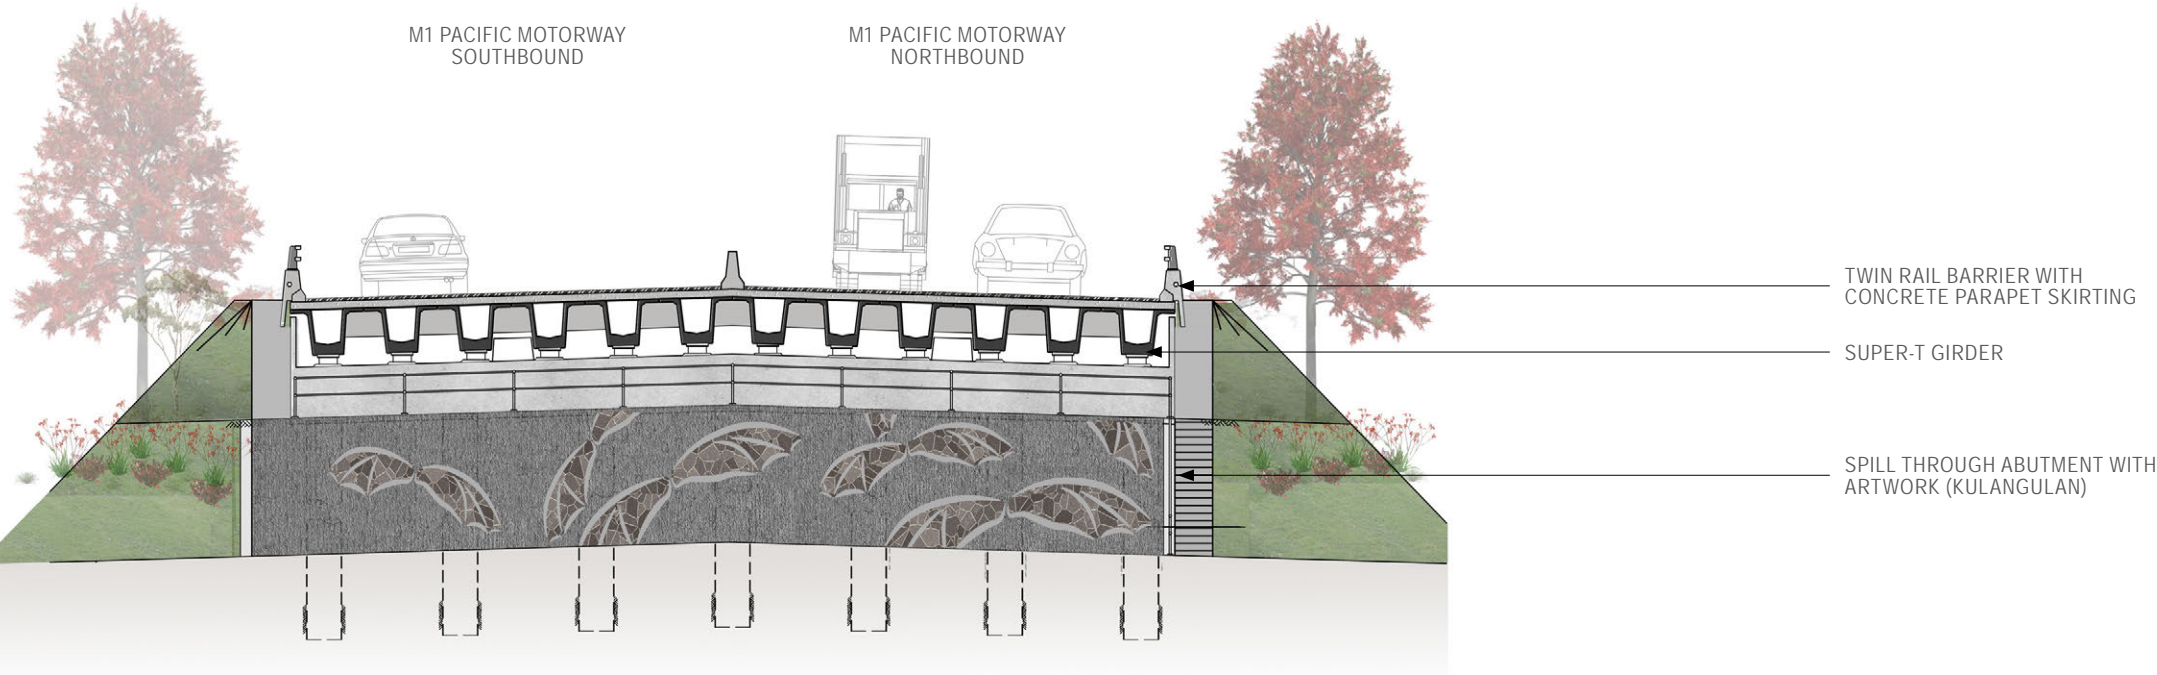 M1 PACIFIC MOTORWAY
SOUTHBOUND
M1 PACIFIC MOTORWAY
NORTHBOUND
TWIN RAIL BARRIER WITH
CONCRETE PARAPET SKIRTING
SUPER-T GIRDER
SPILL THROUGH ABUTMENT WITH
ARTWORK (KULANGULAN)